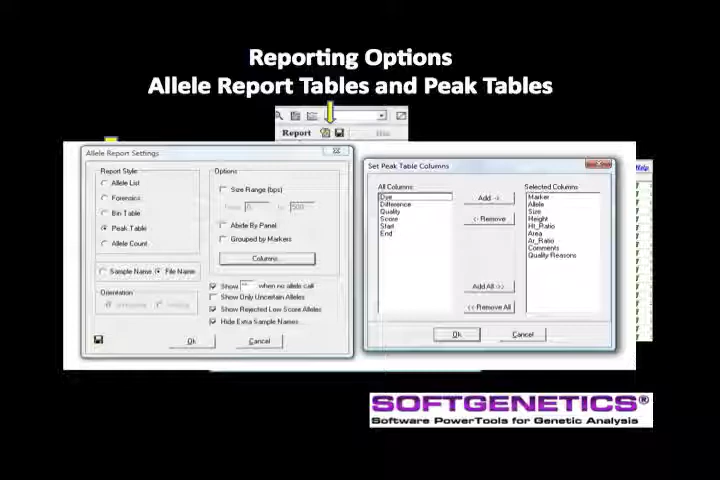 Reporting Options
Allele Report Tables and Peak Tables
Report
Help
Allele Report Settings
Report Style
Allele List
Forensics
Bin Table
Peak Table
Allele Count
Sample Name
File Name
Orientation
Options
Size Range (bps)
From: 0 to 500
Abide By Panel
Grouped by Markers
Columns...
Show "" when no allele call
Show Only Uncertain Alleles
Show Rejected Low Score Alleles
Hide Extra Sample Names
Ok
Cancel
Set Peak Table Columns
All Columns
Dye
Difference
Quality
Score
Start
End
Add ->
<- Remove
Add All >>
<< Remove All
Selected Columns
Marker
Allele
Size
Height
Ht_Ratio
Area
Ar_Ratio
Comments
Quality Reasons
Ok
Cancel
SOFTGENETICS®
Software PowerTools for Genetic Analysis